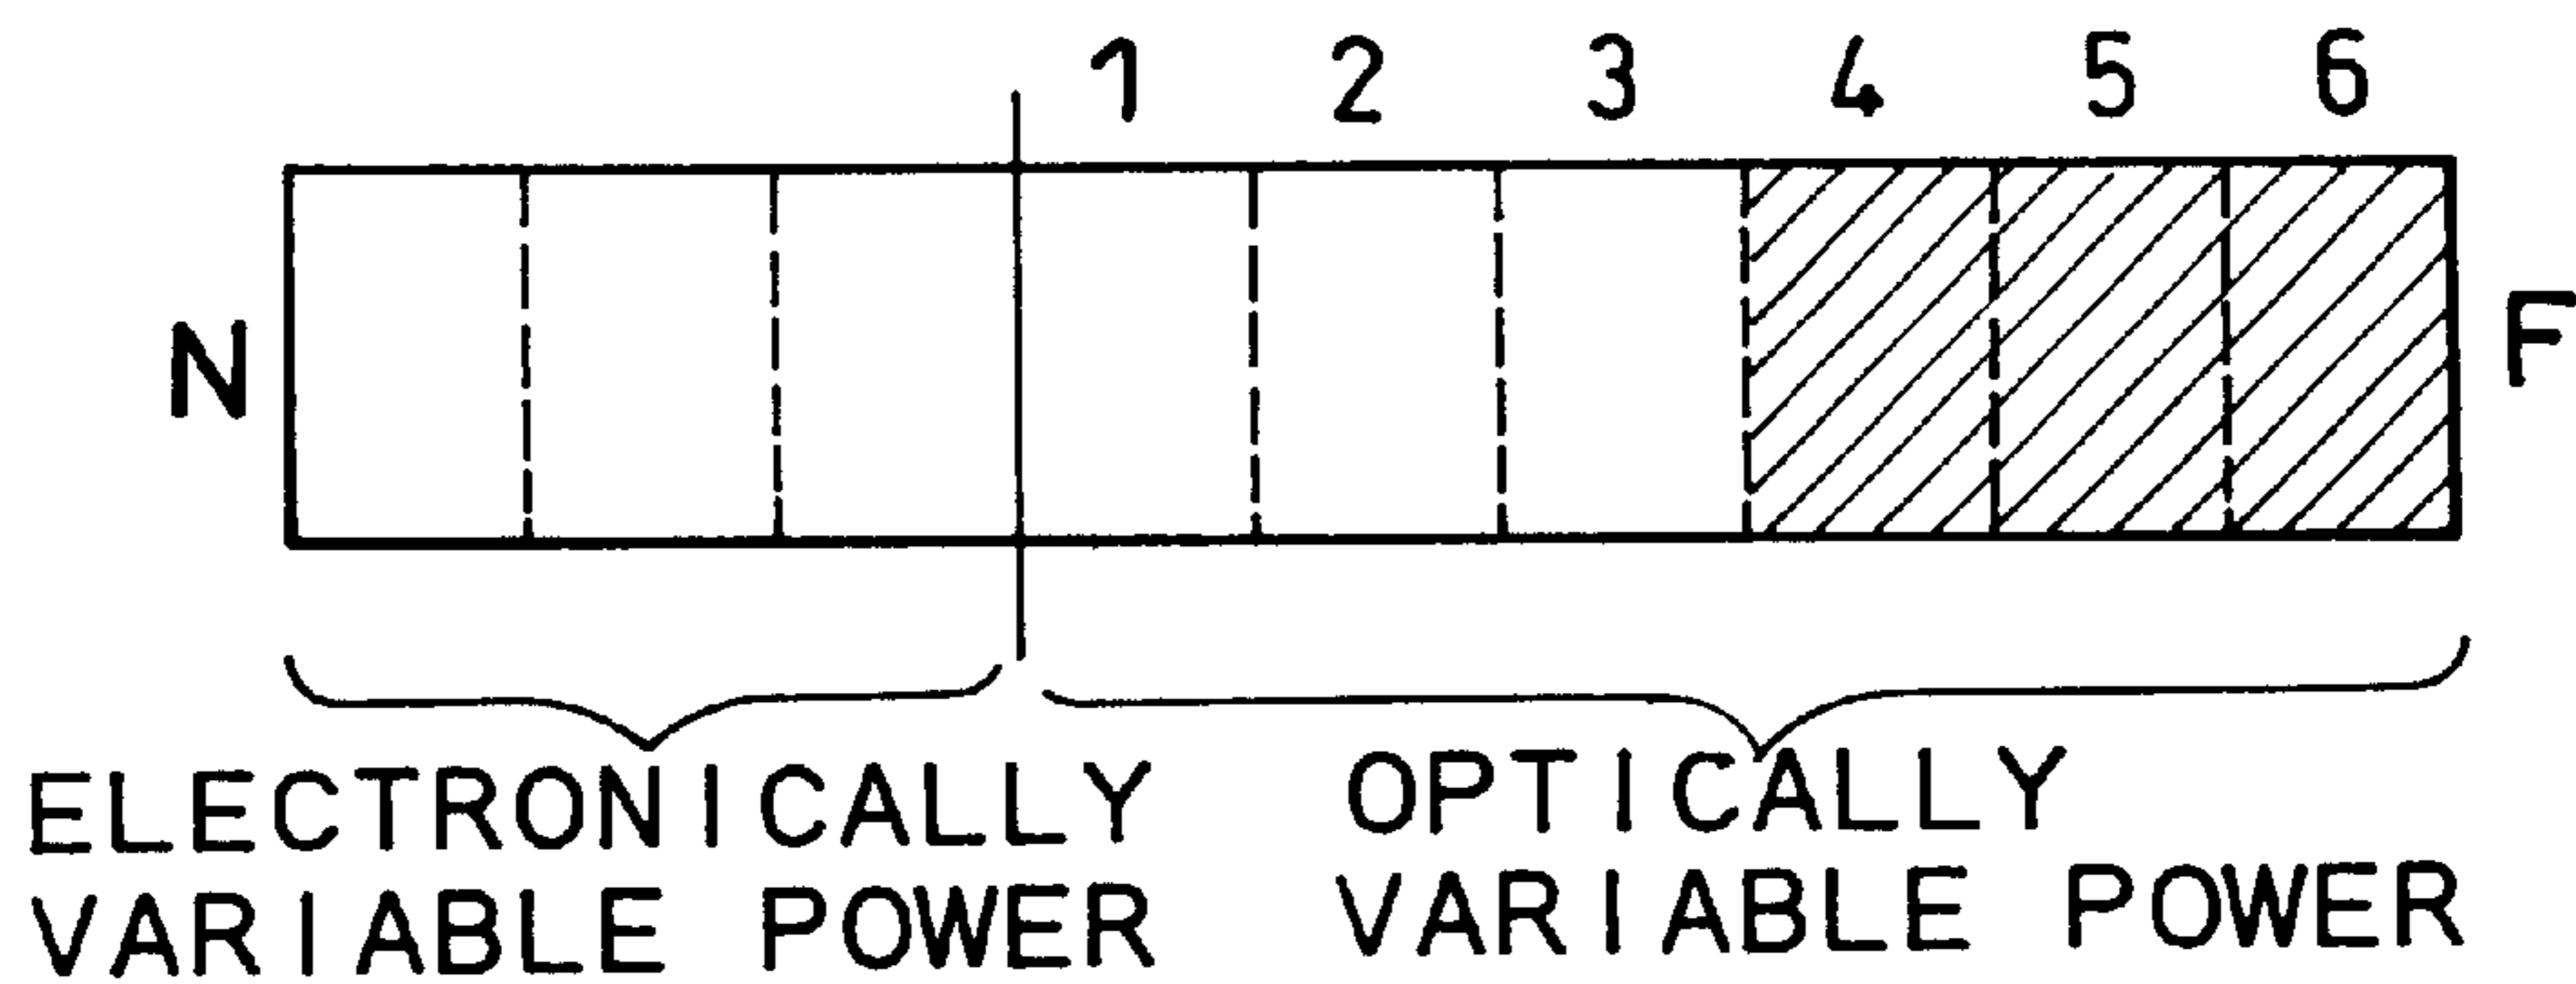 1 2 3 4 5 6
N F
ELECTRONICALLY VARIABLE POWER
OPTICALLY VARIABLE POWER